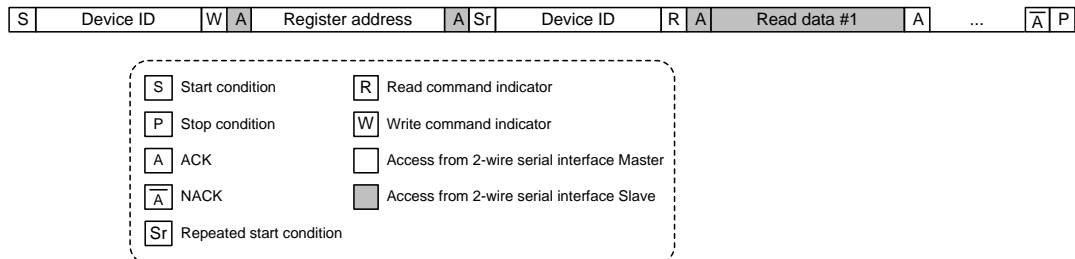 S Device ID W A Register address A Sr Device ID R A Read data #1 A ... A̅ P
S Start condition R Read command indicator
P Stop condition W Write command indicator
A ACK Access from 2-wire serial interface Master
A̅ NACK Access from 2-wire serial interface Slave
Sr Repeated start condition